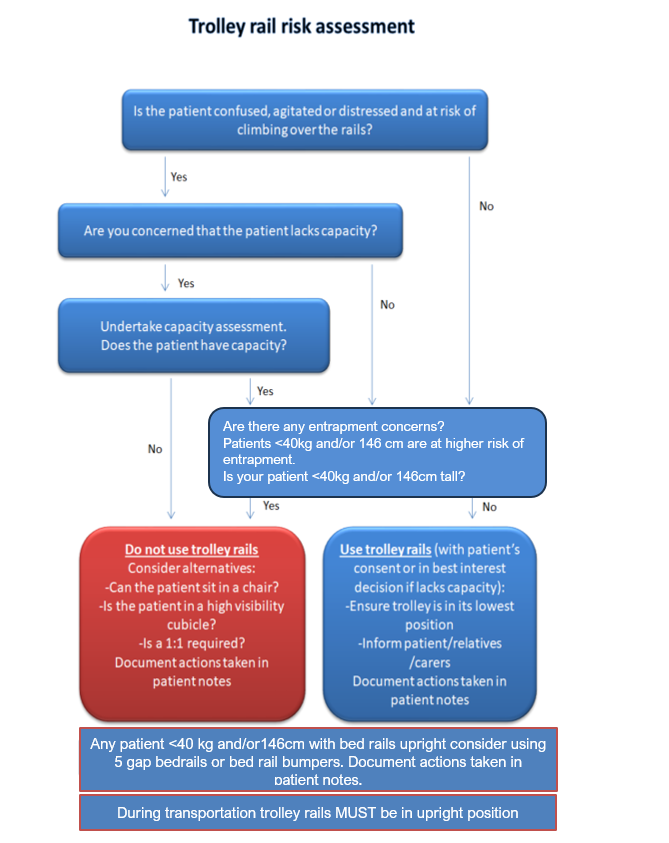 Trolley rail risk assessment
Is the patient confused, agitated or distressed and at risk of
climbing over the rails?
Yes
No
Are you concerned that the patient lacks capacity?
Yes
No
Undertake capacity assessment.
Does the patient have capacity?
Yes
No
Are there any entrapment concerns?
Patients <40kg and/or 146 cm are at higher risk of
entrapment.
Is your patient <40kg and/or 146cm tall?
Yes
No
Do not use trolley rails
Consider alternatives:
-Can the patient sit in a chair?
-Is the patient in a high visibility
cubicle?
-Is a 1:1 required?
Document actions taken in
patient notes
Use trolley rails (with patient's
consent or in best interest
decision if lacks capacity):
-Ensure trolley is in its lowest
position
-Inform patient/relatives
/carers
Document actions taken in
patient notes
Any patient <40 kg and/or146cm with bed rails upright consider using
5 gap bedrails or bed rail bumpers. Document actions taken in
patient notes.
During transportation trolley rails MUST be in upright position